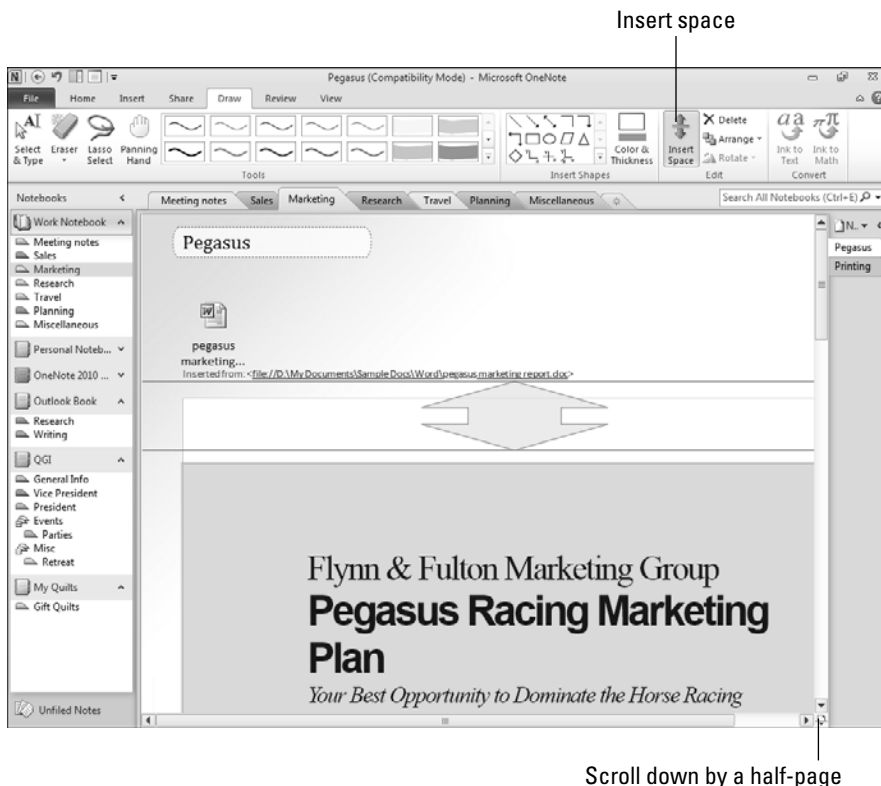 Insert space
Pegasus (Compatibility Mode) - Microsoft OneNote
File Home Insert Share Draw Review View
Select & Type
Eraser
Lasso Select
Panning Hand
Color & Thickness
Insert Space
Delete
Arrange
Rotate
Ink to Text
Ink to Math
Tools
Insert Shapes
Edit
Convert
Notebooks
Meeting notes Sales Marketing Research Travel Planning Miscellaneous
Search All Notebooks (Ctrl+E)
Work Notebook
Meeting notes
Sales
Marketing
Research
Travel
Planning
Miscellaneous
Personal Noteb...
OneNote 2010 ...
Outlook Book
Research
Writing
QGI
General Info
Vice President
President
Events
Parties
Misc
Retreat
My Quilts
Gift Quilts
Unfiled Notes
Pegasus
pegasus
marketing...
Inserted from: <file://D:\My Documents\Sample Docs\Word\pegasus marketing report.doc>
Flynn & Fulton Marketing Group
Pegasus Racing Marketing
Plan
Your Best Opportunity to Dominate the Horse Racing
N..
Pegasus
Printing
Scroll down by a half-page